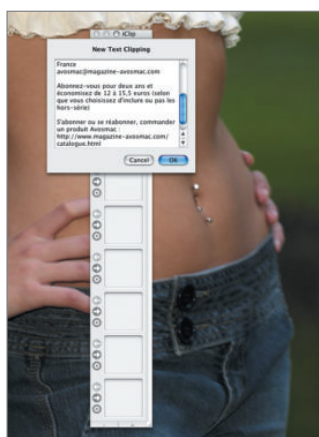 iClip
New Text Clipping
France
avosmac@magazine-avosmac.com
Abonnez-vous pour deux ans et
économisez de 12 à 15,5 euros (selon
que vous choisissez d'inclure ou pas les
hors-série)
S'abonner ou se réabonner, commander
un produit Avosmac :
http://www.magazine-avosmac.com/
catalogue.html
Cancel OK